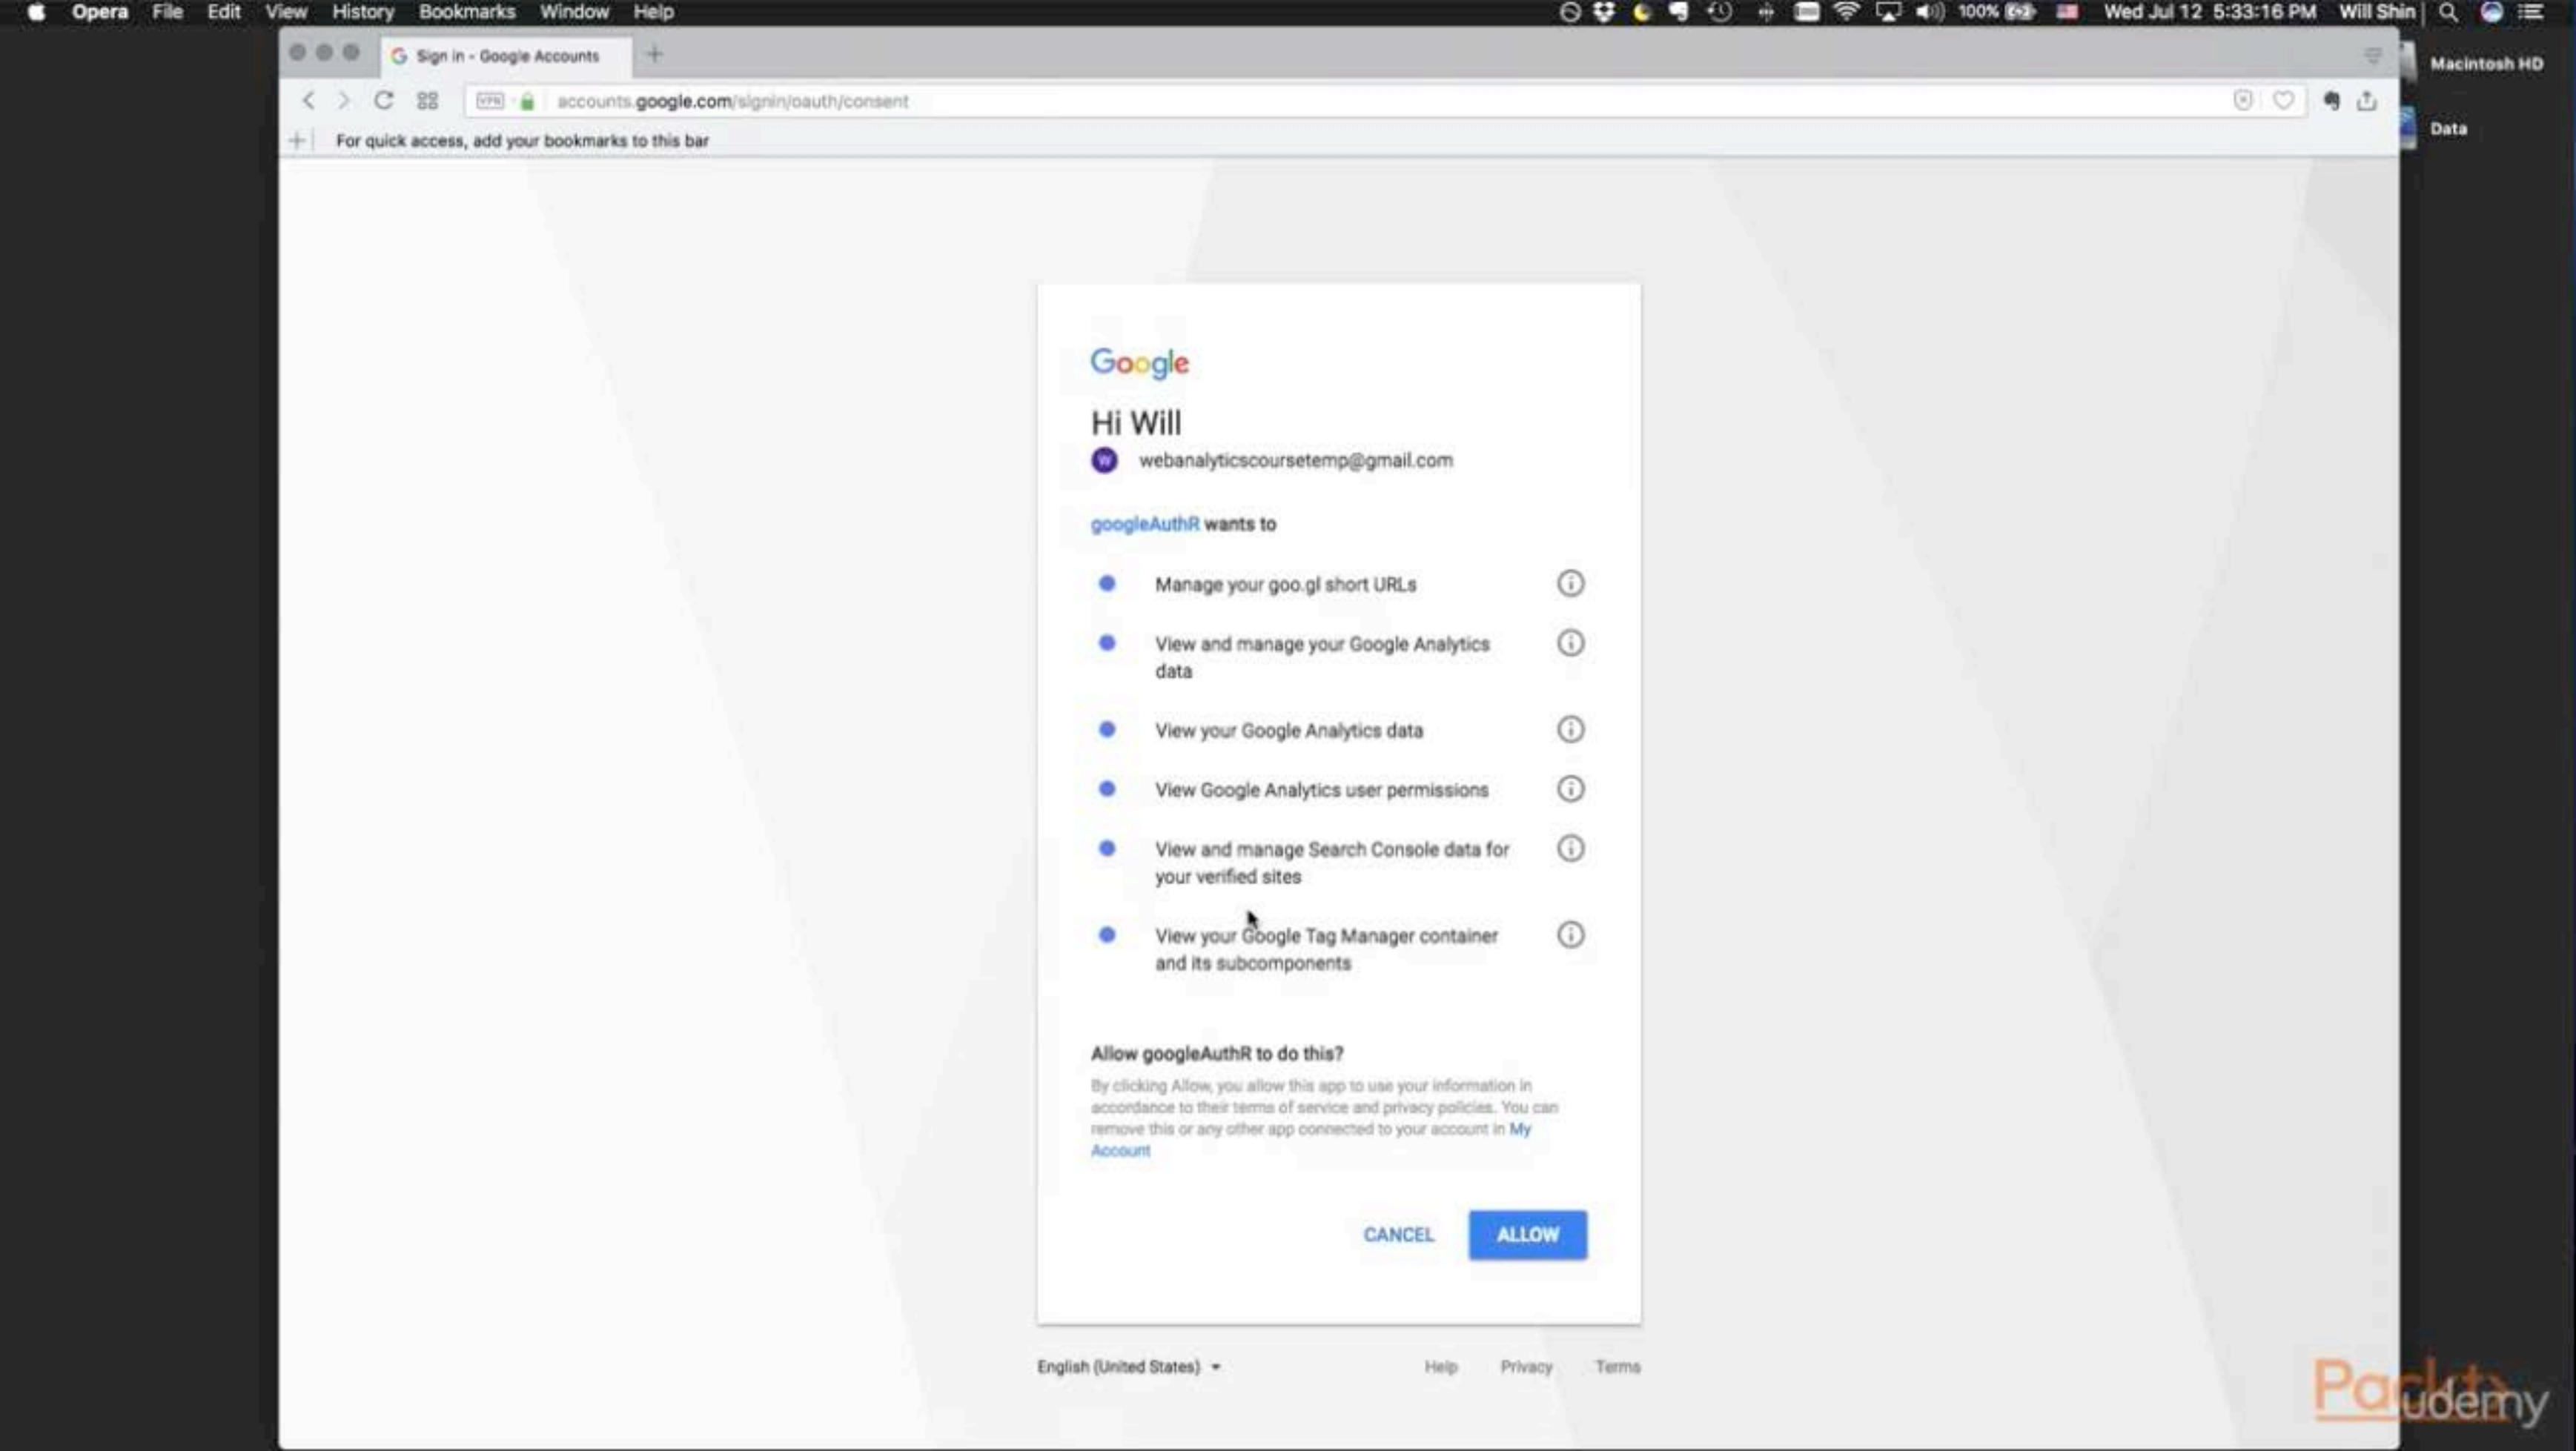 Opera File Edit View History Bookmarks Window Help 100% Wed Jul 12 5:33:16 PM Will Shin
Sign in - Google Accounts
Macintosh HD
VPN accounts.google.com/signin/oauth/consent
Data
For quick access, add your bookmarks to this bar
Google
Hi Will
W webanalyticscoursetemp@gmail.com
googleAuthR wants to
Manage your goo.gl short URLs
View and manage your Google Analytics
data
View your Google Analytics data
View Google Analytics user permissions
View and manage Search Console data for
your verified sites
View your Google Tag Manager container
and its subcomponents
Allow googleAuthR to do this?
By clicking Allow, you allow this app to use your information in
accordance to their terms of service and privacy policies. You can
remove this or any other app connected to your account in My
Account
CANCEL ALLOW
English (United States) Help Privacy Terms
Packt
udemy